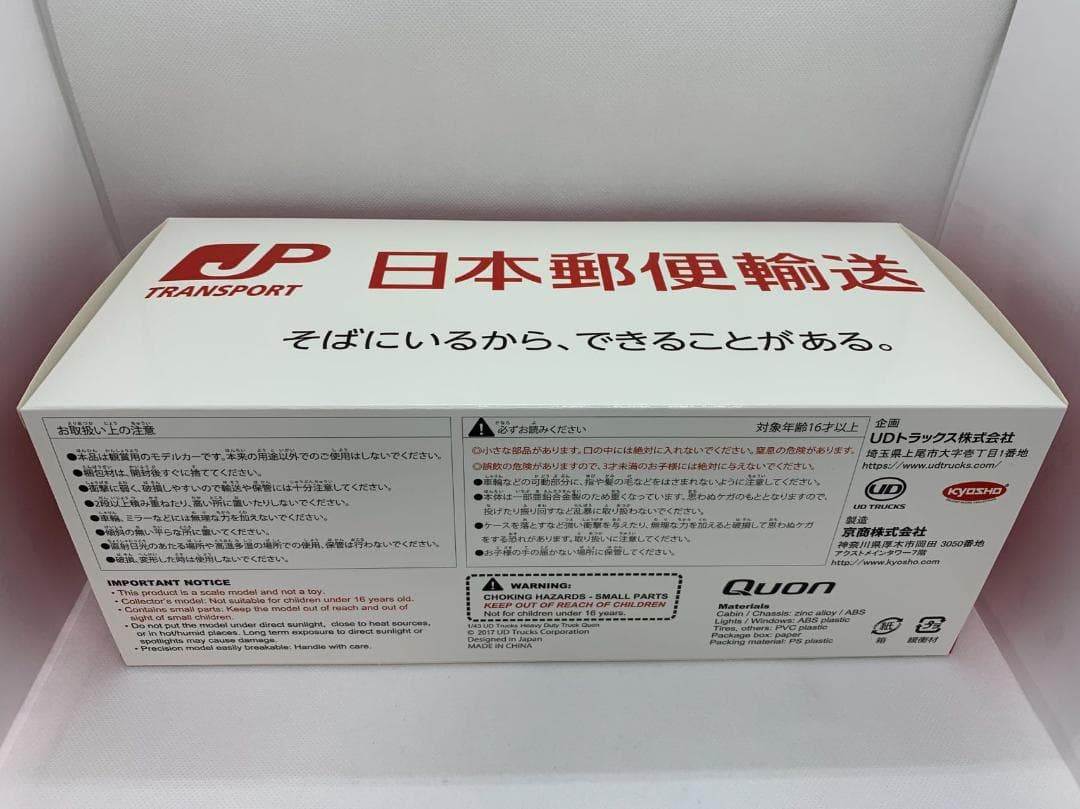 JP
TRANSPORT
日本郵便輸送
そばにいるから、できることがある。
お取扱い上の注意
●本品は観賞用のモデルカーです。本来の用途以外でのご使用はしないでください。
●梱包材は、開封後すぐに捨ててください。
●衝撃に弱く、破損しやすいので輸送や保管には十分注意してください。
●2段以上積み重ねたり、高い所に置いたりしないでください。
●車輪、ミラーなどには無理な力を加えないでください。
●傾斜の無い平らな所に置いてください。
●直射日光のあたる場所や高温多湿の場所での使用、保管は行わないでください。
●破損、変形した時は使用しないでください。
必ずお読みください
対象年齢16才以上
◎小さな部品があります。口の中には絶対に入れないでください。窒息の危険があります。
◎誤飲の危険がありますので、3才未満のお子様には絶対に与えないでください。
●車輪などの可動部分に、指や髪の毛などをはさまれないように注意してください。
●本体は一部亜鉛合金製のため重くなっています。思わぬケガのもととなりますので、
投げたり振り回すなど乱暴に取り扱わないでください。
●ケースを落とすなど強い衝撃を与えたり、無理な力を加えると破損して思わぬケガ
をする恐れがあります。取り扱いに注意してください。
●お子様の手の届かない場所に保管してください。
企画
UDトラックス株式会社
埼玉県上尾市大字壱丁目1番地
https://www.udtrucks.com/
UD
UD TRUCKS
KYOSHO
製造
京商株式会社
神奈川県厚木市岡田 3050番地
アクストメインタワー7階
http://www.kyosho.com
IMPORTANT NOTICE
• This product is a scale model and not a toy.
• Collector's model: Not suitable for children under 16 years old.
• Contains small parts: Keep the model out of reach and out of
sight of small children.
• Do not put the model under direct sunlight, close to heat sources,
or in hot/humid places. Long term exposure to direct sunlight or
spotlights may cause damage.
• Precision model easily breakable: Handle with care.
WARNING:
CHOKING HAZARDS - SMALL PARTS
KEEP OUT OF REACH OF CHILDREN
Not for children under 16 years.
1/43 UD Trucks Heavy Duty Truck Quon
© 2017 UD Trucks Corporation
Designed in Japan
MADE IN CHINA
Quon
Materials
Cabin / Chassis: zinc alloy / ABS
Lights / Windows: ABS plastic
Tires, others: PVC plastic
Package box: paper
Packing material: PS plastic
紙
箱
プラ
緩衝材